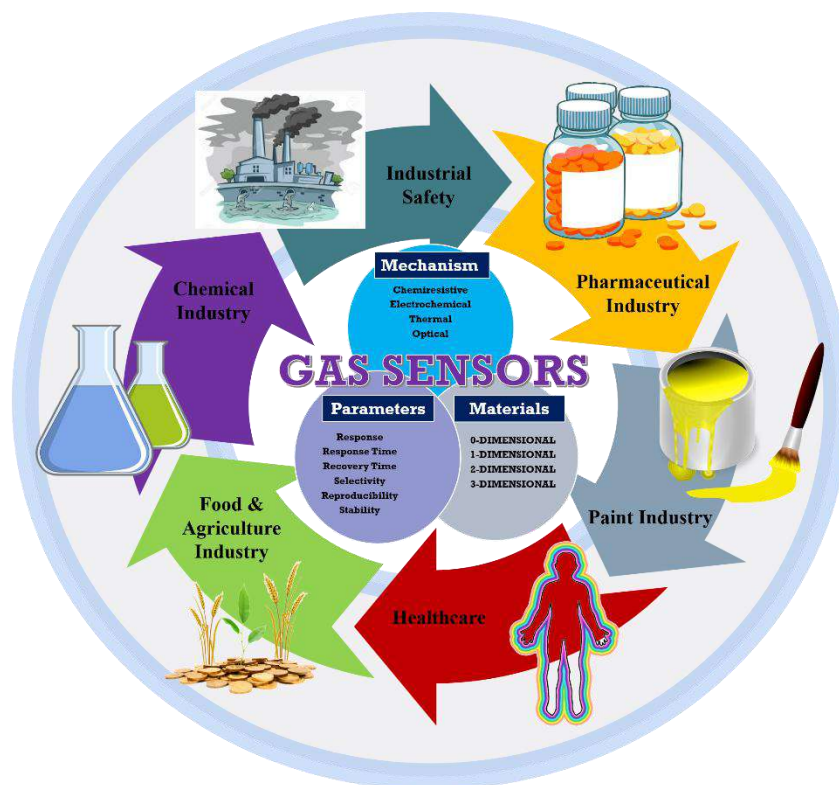 Industrial
Safety
Pharmaceutical
Industry
Paint Industry
Healthcare
Food &
Agriculture
Industry
Chemical
Industry
Mechanism
Chemiresistive
Electrochemical
Thermal
Optical
GAS SENSORS
Parameters
Response
Response Time
Recovery Time
Selectivity
Reproducibility
Stability
Materials
0-DIMENSIONAL
1-DIMENSIONAL
2-DIMENSIONAL
3-DIMENSIONAL